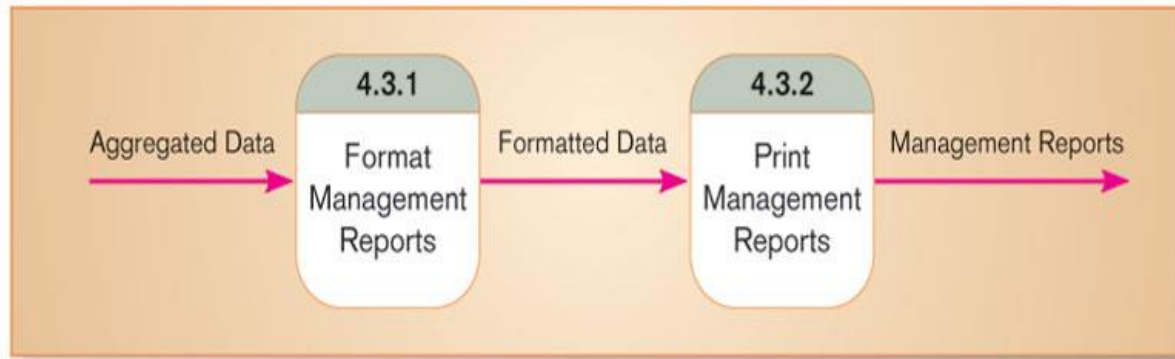 4.3.1
4.3.2
Aggregated Data
Format
Management
Reports
Formatted Data
Print
Management
Reports
Management Reports